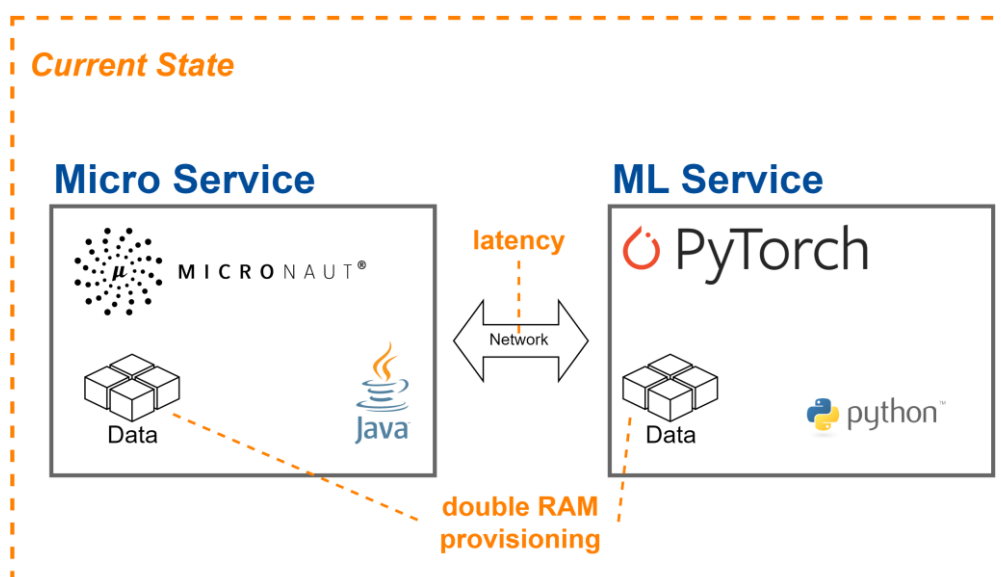 Current State
Micro Service
ML Service
MICRONAUT®
latency
PyTorch
Network
Data
Java
Data
python™
double RAM
provisioning